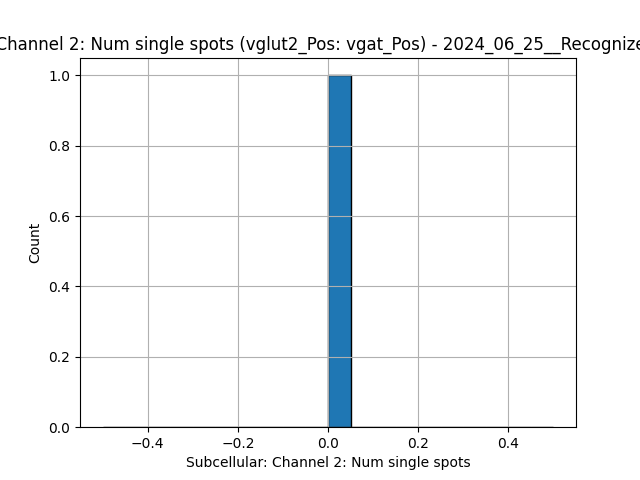 Channel 2: Num single spots (vglut2_Pos: vgat_Pos) - 2024_06_25__Recognize
1.0
0.8
0.6
0.4
0.2
0.0
Count
−0.4 −0.2 0.0 0.2 0.4
Subcellular: Channel 2: Num single spots